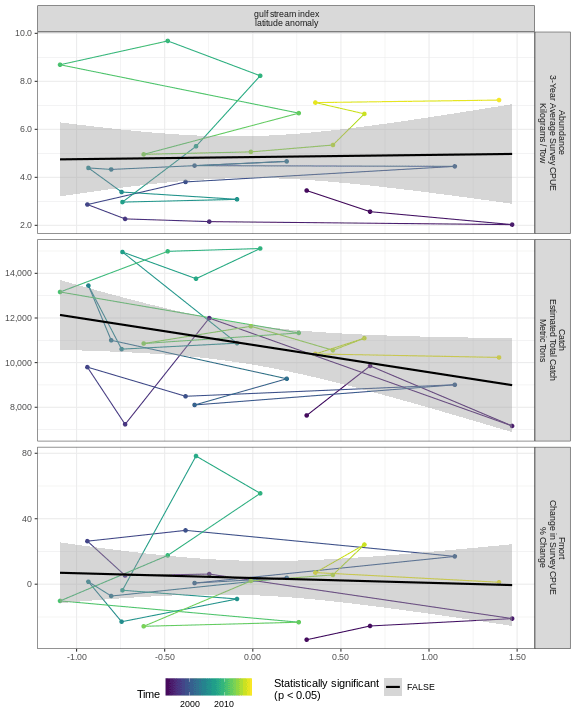 gulf stream index
latitude anomaly
10.0
8.0
6.0
4.0
2.0
Abundance
3-Year Average Survey CPUE
Kilograms / Tow
14,000
12,000
10,000
8,000
Catch
Estimated Total Catch
Metric Tons
80
40
0
Fmort
Change in Survey CPUE
% Change
-1.00
-0.50
0.00
0.50
1.00
1.50
Time
2000
2010
Statistically significant
(p < 0.05)
FALSE